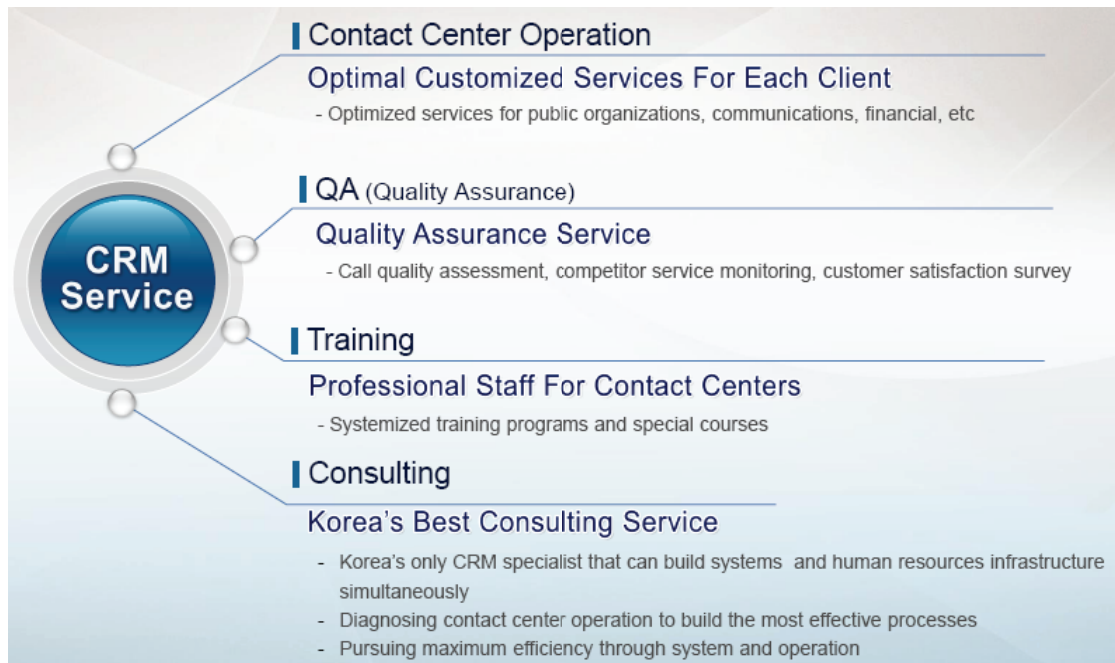 Contact Center Operation
Optimal Customized Services For Each Client
- Optimized services for public organizations, communications, financial, etc
QA (Quality Assurance)
Quality Assurance Service
- Call quality assessment, competitor service monitoring, customer satisfaction survey
CRM
Service
Training
Professional Staff For Contact Centers
- Systemized training programs and special courses
Consulting
Korea's Best Consulting Service
- Korea's only CRM specialist that can build systems and human resources infrastructure
simultaneously
- Diagnosing contact center operation to build the most effective processes
- Pursuing maximum efficiency through system and operation